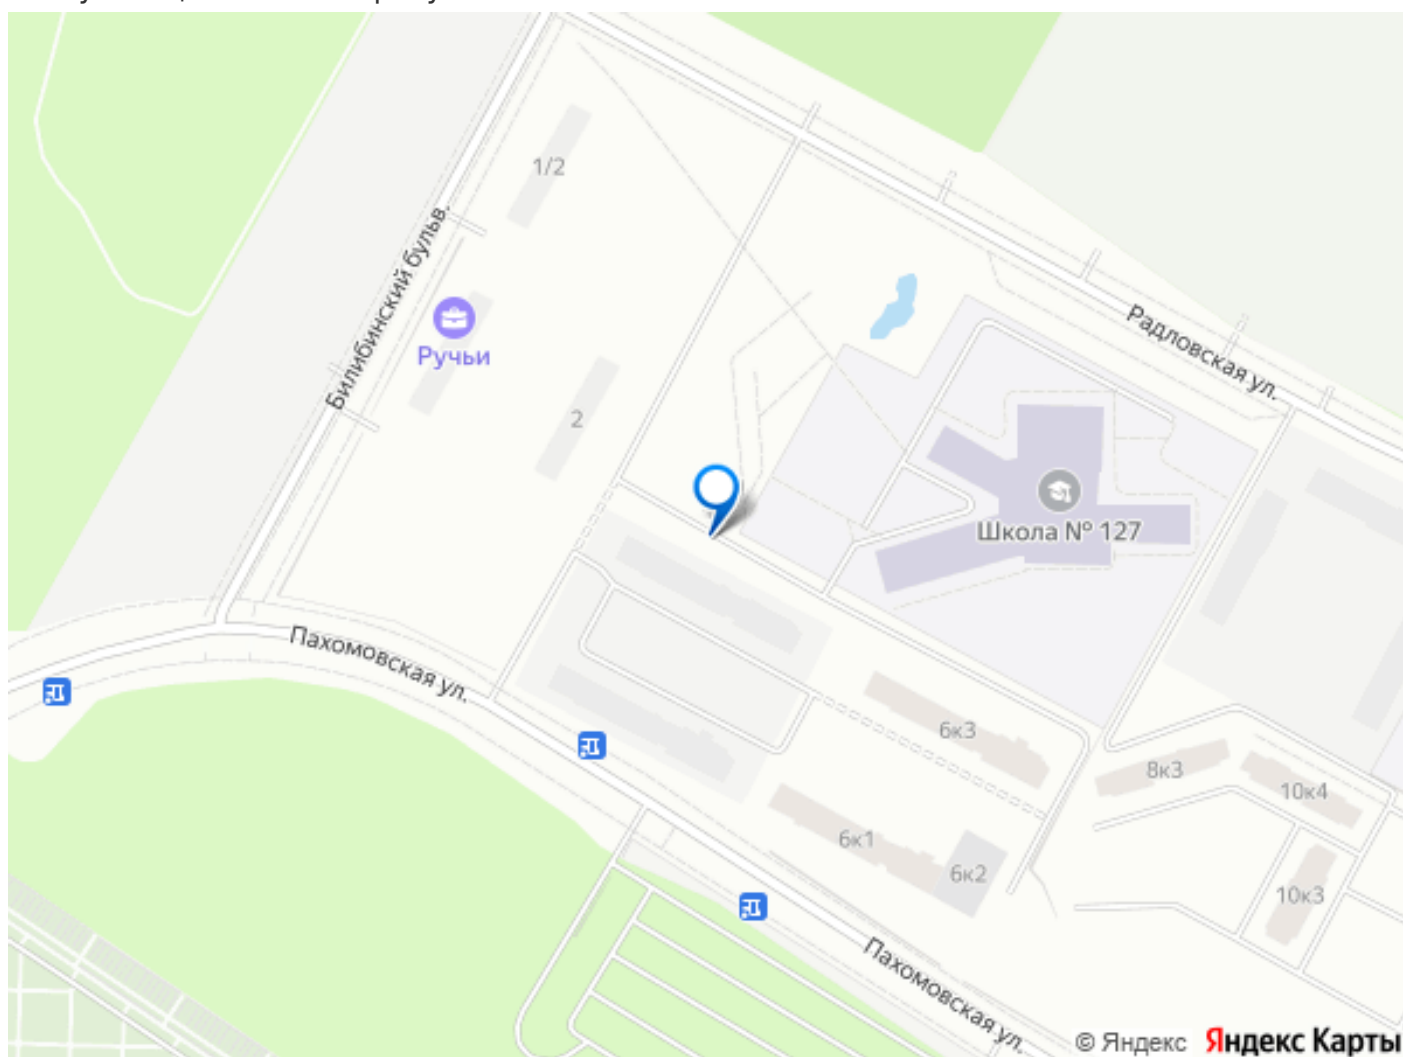 1/2
Билибинский бульв.
Ручьи
2
Радловская ул.
Школа № 127
Пахомовская ул.
6к3
8к3
10к4
6к1
6к2
10к3
Пахомовская ул.
© Яндекс Яндекс Карты